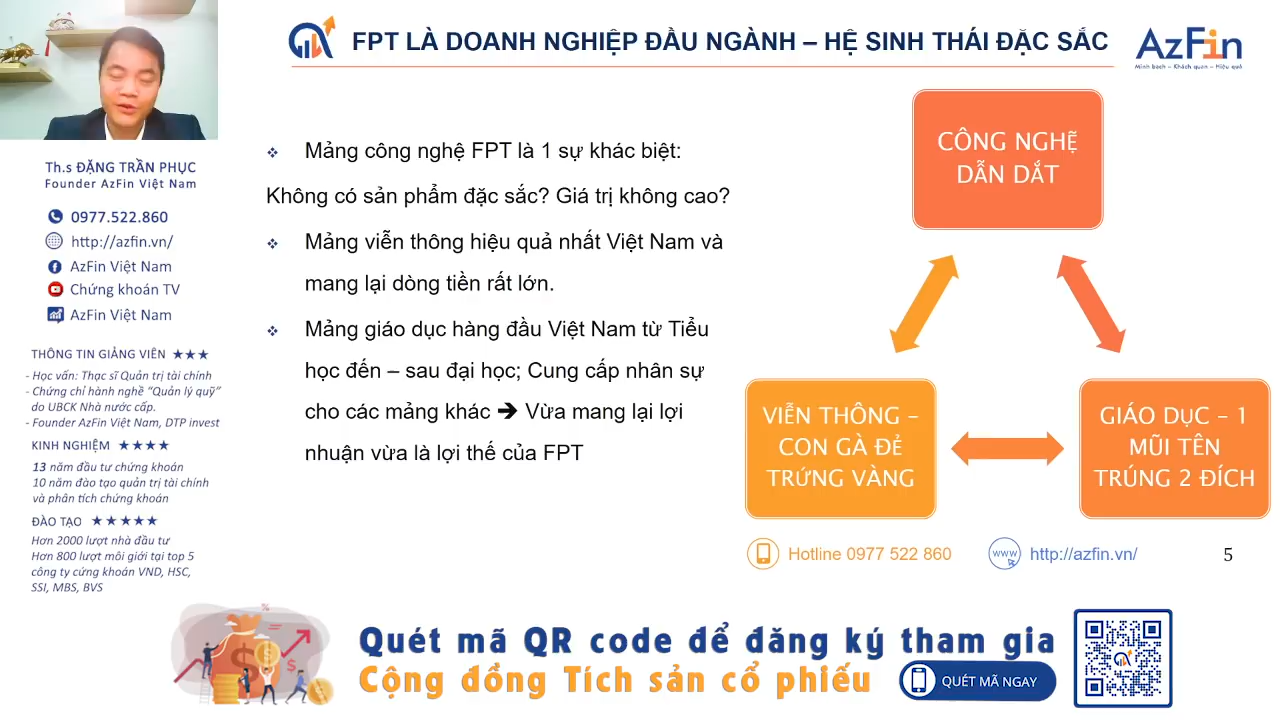 FPT LÀ DOANH NGHIỆP ĐẦU NGÀNH – HỆ SINH THÁI ĐẶC SẮC
AzFin
Minh bạch – Khách quan – Hiệu quả
Th.s ĐẶNG TRẦN PHỤC
Founder AzFin Việt Nam
0977.522.860
http://azfin.vn/
AzFin Việt Nam
Chứng khoán TV
AzFin Việt Nam
THÔNG TIN GIẢNG VIÊN ★★★
- Học vấn: Thạc sĩ Quản trị tài chính
- Chứng chỉ hành nghề "Quản lý quỹ"
do UBCK Nhà nước cấp.
- Founder AzFin Việt Nam, DTP invest
KINH NGHIỆM ★★★★
13 năm đầu tư chứng khoán
10 năm đào tạo quản trị tài chính
và phân tích chứng khoán
ĐÀO TẠO ★★★★★
Hơn 2000 lượt nhà đầu tư
Hơn 800 lượt môi giới tại top 5
công ty cứng khoán VND, HSC,
SSI, MBS, BVS
❖ Mảng công nghệ FPT là 1 sự khác biệt:
Không có sản phẩm đặc sắc? Giá trị không cao?
❖ Mảng viễn thông hiệu quả nhất Việt Nam và
mang lại dòng tiền rất lớn.
❖ Mảng giáo dục hàng đầu Việt Nam từ Tiểu
học đến – sau đại học; Cung cấp nhân sự
cho các mảng khác ➔ Vừa mang lại lợi
nhuận vừa là lợi thế của FPT
CÔNG NGHỆ
DẪN DẮT
VIỄN THÔNG –
CON GÀ ĐẺ
TRỨNG VÀNG
GIÁO DỤC – 1
MŨI TÊN
TRÚNG 2 ĐÍCH
Hotline 0977 522 860
www
http://azfin.vn/
5
Quét mã QR code để đăng ký tham gia
Cộng đồng Tích sản cổ phiếu
QUÉT MÃ NGAY